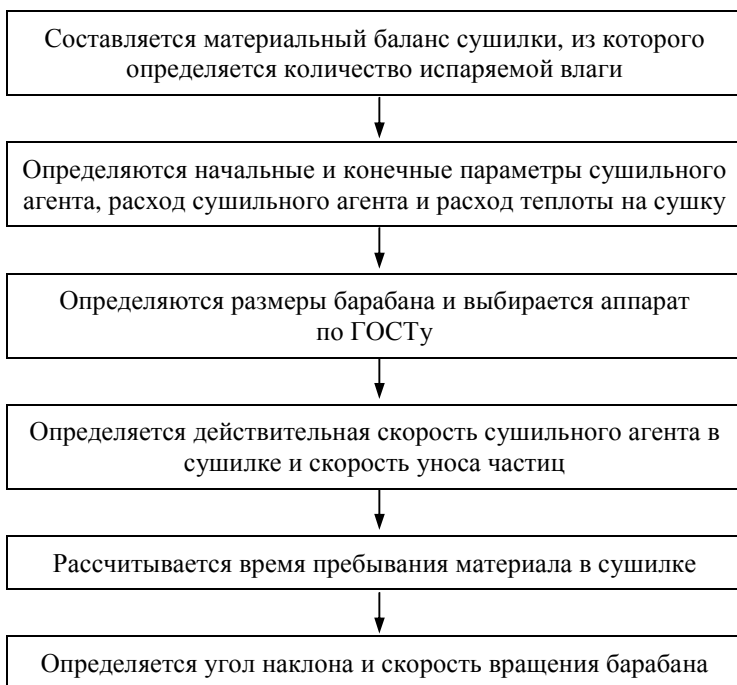 Составляется материальный баланс сушилки, из которого
определяется количество испаряемой влаги
Определяются начальные и конечные параметры сушильного
агента, расход сушильного агента и расход теплоты на сушку
Определяются размеры барабана и выбирается аппарат
по ГОСТу
Определяется действительная скорость сушильного агента в
сушилке и скорость уноса частиц
Рассчитывается время пребывания материала в сушилке
Определяется угол наклона и скорость вращения барабана